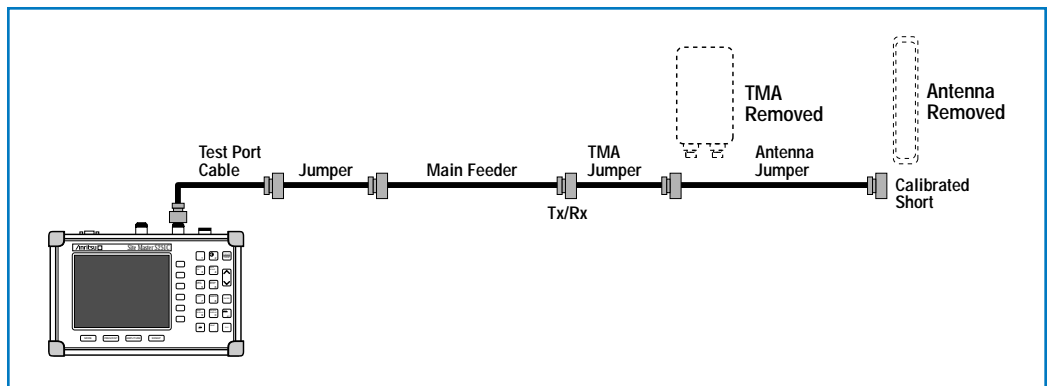 TMA
Removed
Antenna
Removed
Test Port
Cable
Jumper
Main Feeder
TMA
Jumper
Antenna
Jumper
Tx/Rx
Calibrated
Short
Anritsu
Site Master S251C